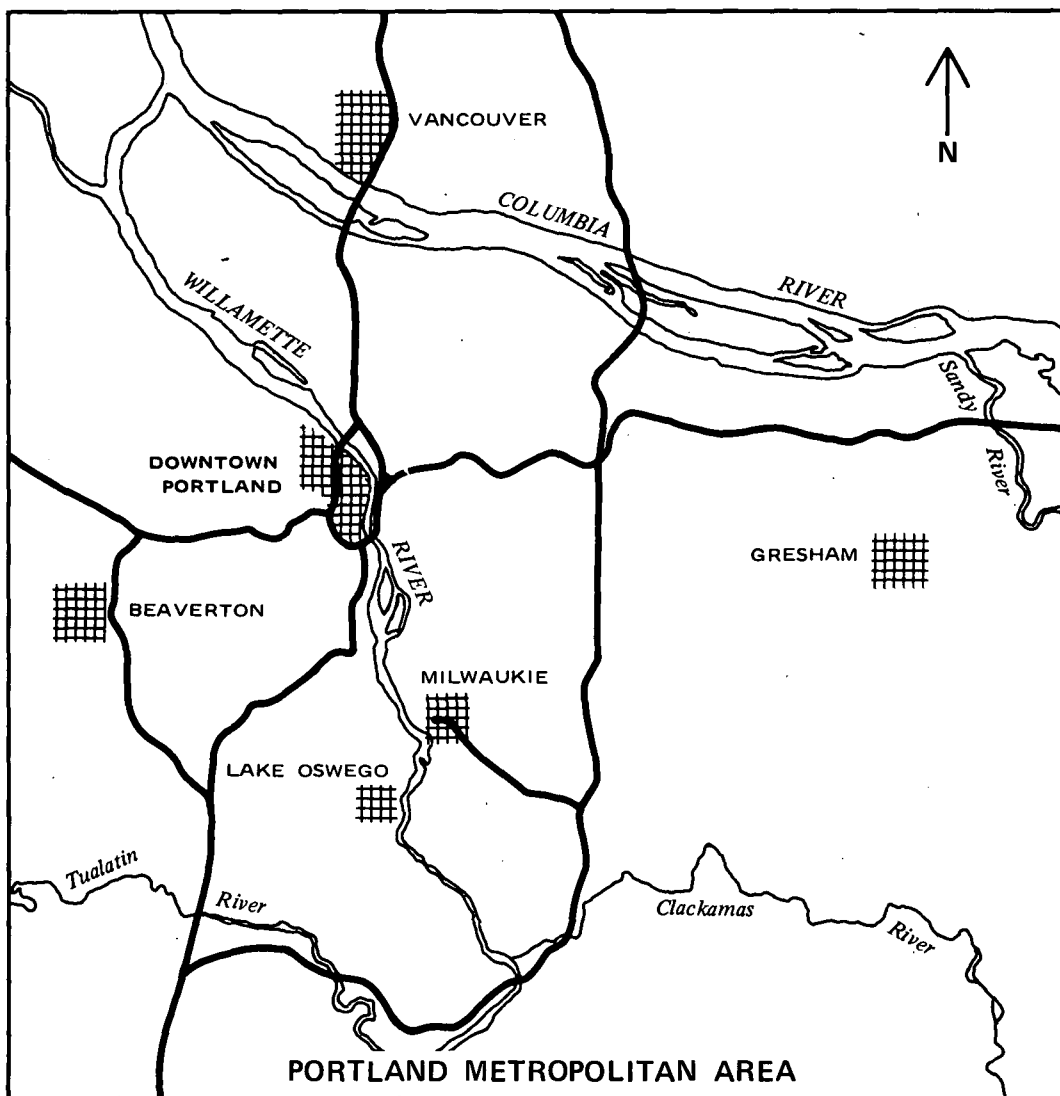 VANCOUVER
N
COLUMBIA
RIVER
WILLAMETTE
Sandy
River
DOWNTOWN
PORTLAND
RIVER
GRESHAM
BEAVERTON
MILWAUKIE
LAKE OSWEGO
Tualatin
River
Clackamas
River
PORTLAND METROPOLITAN AREA